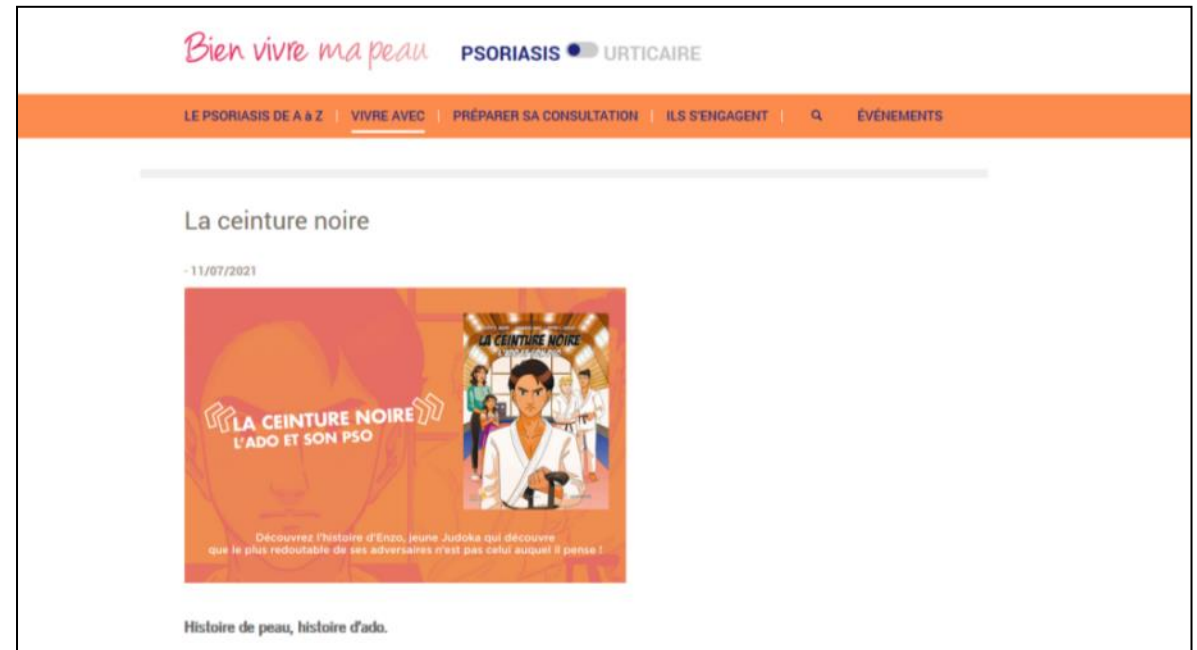 Bien vivre ma peau PSORIASIS URTICAIRE
LE PSORIASIS DE A à Z | VIVRE AVEC | PRÉPARER SA CONSULTATION | ILS S'ENGAGENT | ÉVÉNEMENTS
La ceinture noire
- 11/07/2021
LA CEINTURE NOIRE
«LA CEINTURE NOIRE»
L'ADO ET SON PSO
Découvrez l'histoire d'Enzo, jeune Judoka qui découvre
que le plus redoutable de ses adversaires n'est pas celui auquel il pense !
Histoire de peau, histoire d'ado.